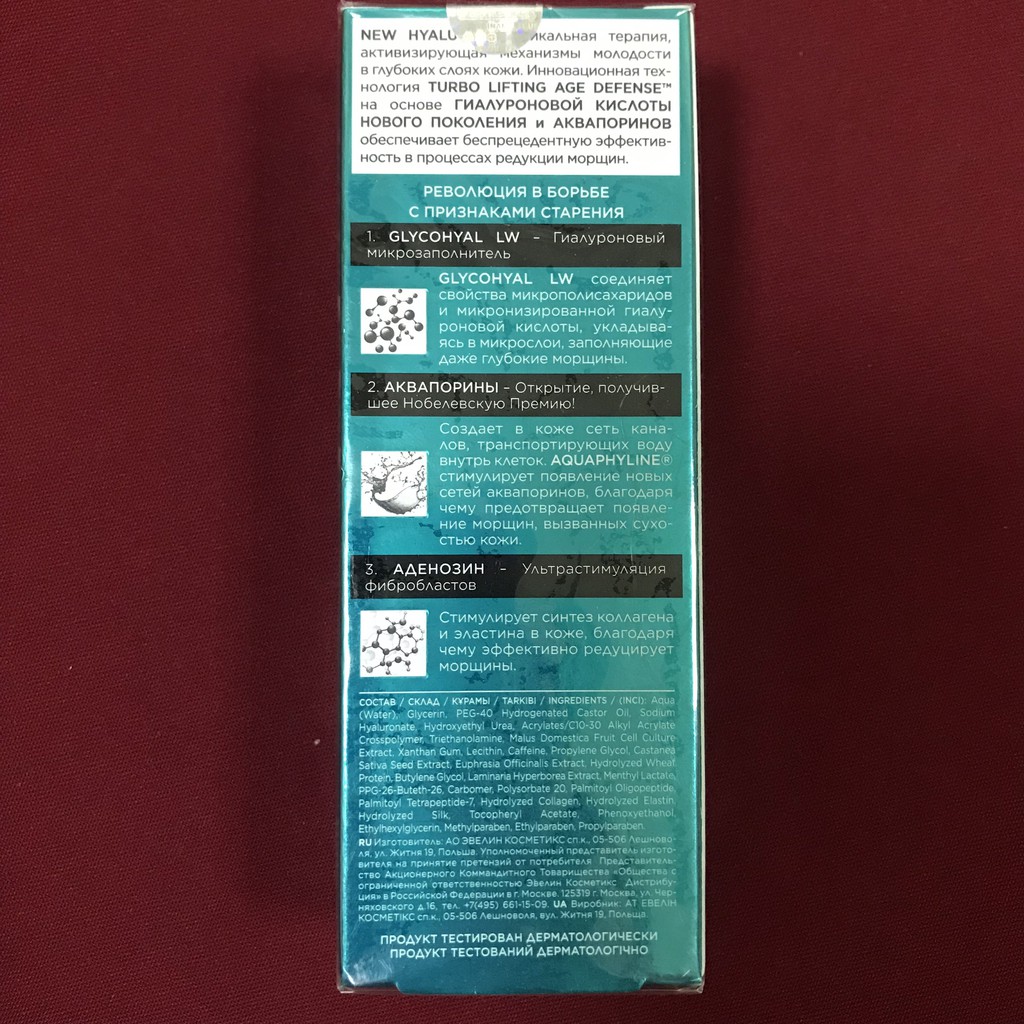 NEW HYALU икальная терапия,
активизирующая механизмы молодости
в глубоких слоях кожи. Инновационная тех-
нология TURBO LIFTING AGE DEFENSE™
на основе ГИАЛУРОНОВОЙ КИСЛОТЫ
НОВОГО ПОКОЛЕНИЯ и АКВАПОРИНОВ
обеспечивает беспрецедентную эффектив-
ность в процессах редукции морщин.
РЕВОЛЮЦИЯ В БОРЬБЕ
С ПРИЗНАКАМИ СТАРЕНИЯ
1. GLYCOHYAL LW – Гиалуроновый
микрозаполнитель
GLYCOHYAL LW соединяет
свойства микрополисахаридов
и микронизированной гиалу-
роновой кислоты, укладыва-
ясь в микрослои, заполняющие
даже глубокие морщины.
2. АКВАПОРИНЫ – Открытие, получив-
шее Нобелевскую Премию!
Создает в коже сеть кана-
лов, транспортирующих воду
внутрь клеток. AQUAPHYLINE®
стимулирует появление новых
сетей аквапоринов, благодаря
чему предотвращает появле-
ние морщин, вызванных сухо-
стью кожи.
3. АДЕНОЗИН – Ультрастимуляция
фибробластов
Стимулирует синтез коллагена
и эластина в коже, благодаря
чему эффективно редуцирует
морщины.
СОСТАВ / СКЛАД / ҚҰРАМЫ / TARKIBI / INGREDIENTS / (INCI): Aqua
(Water), Glycerin, PEG-40 Hydrogenated Castor Oil, Sodium
Hyaluronate, Hydroxyethyl Urea, Acrylates/C10-30 Alkyl Acrylate
Crosspolymer, Triethanolamine, Malus Domestica Fruit Cell Culture
Extract, Xanthan Gum, Lecithin, Caffeine, Propylene Glycol, Castanea
Sativa Seed Extract, Euphrasia Officinalis Extract, Hydrolyzed Wheat
Protein, Butylene Glycol, Laminaria Hyperborea Extract, Menthyl Lactate,
PPG-26-Buteth-26, Carbomer, Polysorbate 20, Palmitoyl Oligopeptide,
Palmitoyl Tetrapeptide-7, Hydrolyzed Collagen, Hydrolyzed Elastin,
Hydrolyzed Silk, Tocopheryl Acetate, Phenoxyethanol,
Ethylhexylglycerin, Methylparaben, Ethylparaben, Propylparaben.
RU Изготовитель: АО ЭВЕЛИН КОСМЕТИКС сп.к., 05-506 Лешново-
ля, ул. Житня 19, Польша. Уполномоченный представитель изгото-
вителя на принятие претензий от потребителя Представитель-
ство Акционерного Коммандитного Товарищества «Общества с
ограниченной ответственностью Эвелин Косметикс Дистрибу-
ция» в Российской Федерации в г. Москве. 125319 г. Москва, ул. Чер-
няховского д.16, тел. +7(495) 661-15-09. UA Виробник: АТ ЕВЕЛІН
КОСМЕТІКС сп.к., 05-506 Лешноволя, вул. Житня 19, Польща.
ПРОДУКТ ТЕСТИРОВАН ДЕРМАТОЛОГИЧЕСКИ
ПРОДУКТ ТЕСТОВАНИЙ ДЕРМАТОЛОГІЧНО